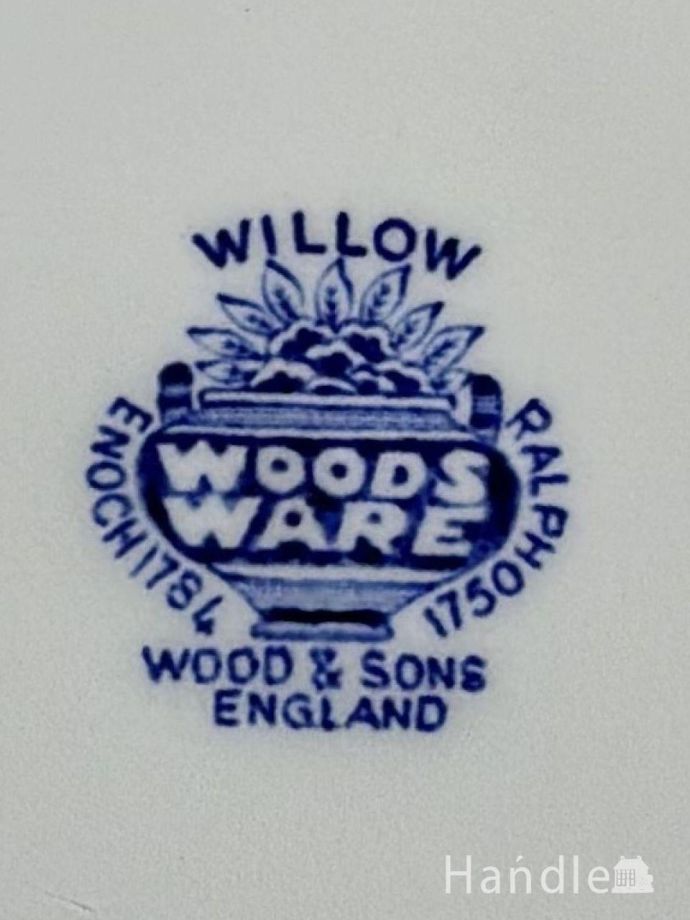 WILLOW
ENOCH 1784
WOODS
WARE
RALPH 1750
WOOD & SONS
ENGLAND
Handle